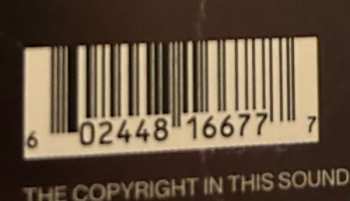 6 02448 16677 7
THE COPYRIGHT IN THIS SOUND